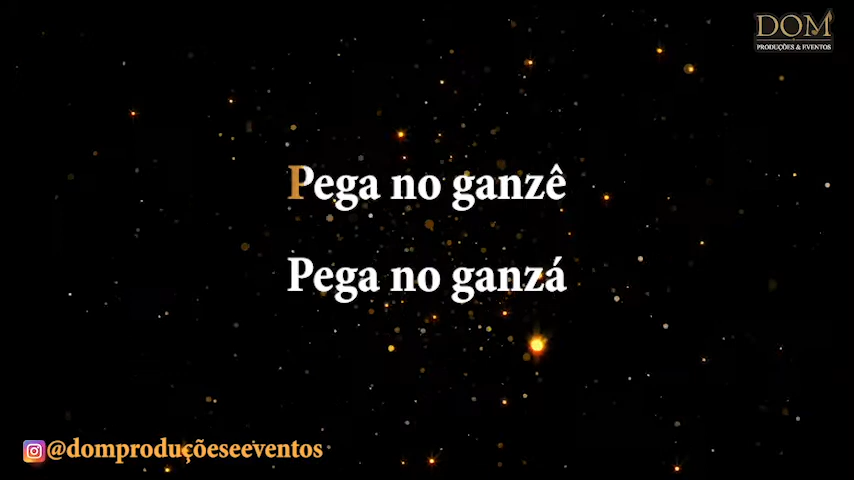 DOM
PRODUÇÕES & EVENTOS
Pega no ganzê
Pega no ganzá
@domproduçõeseeventos